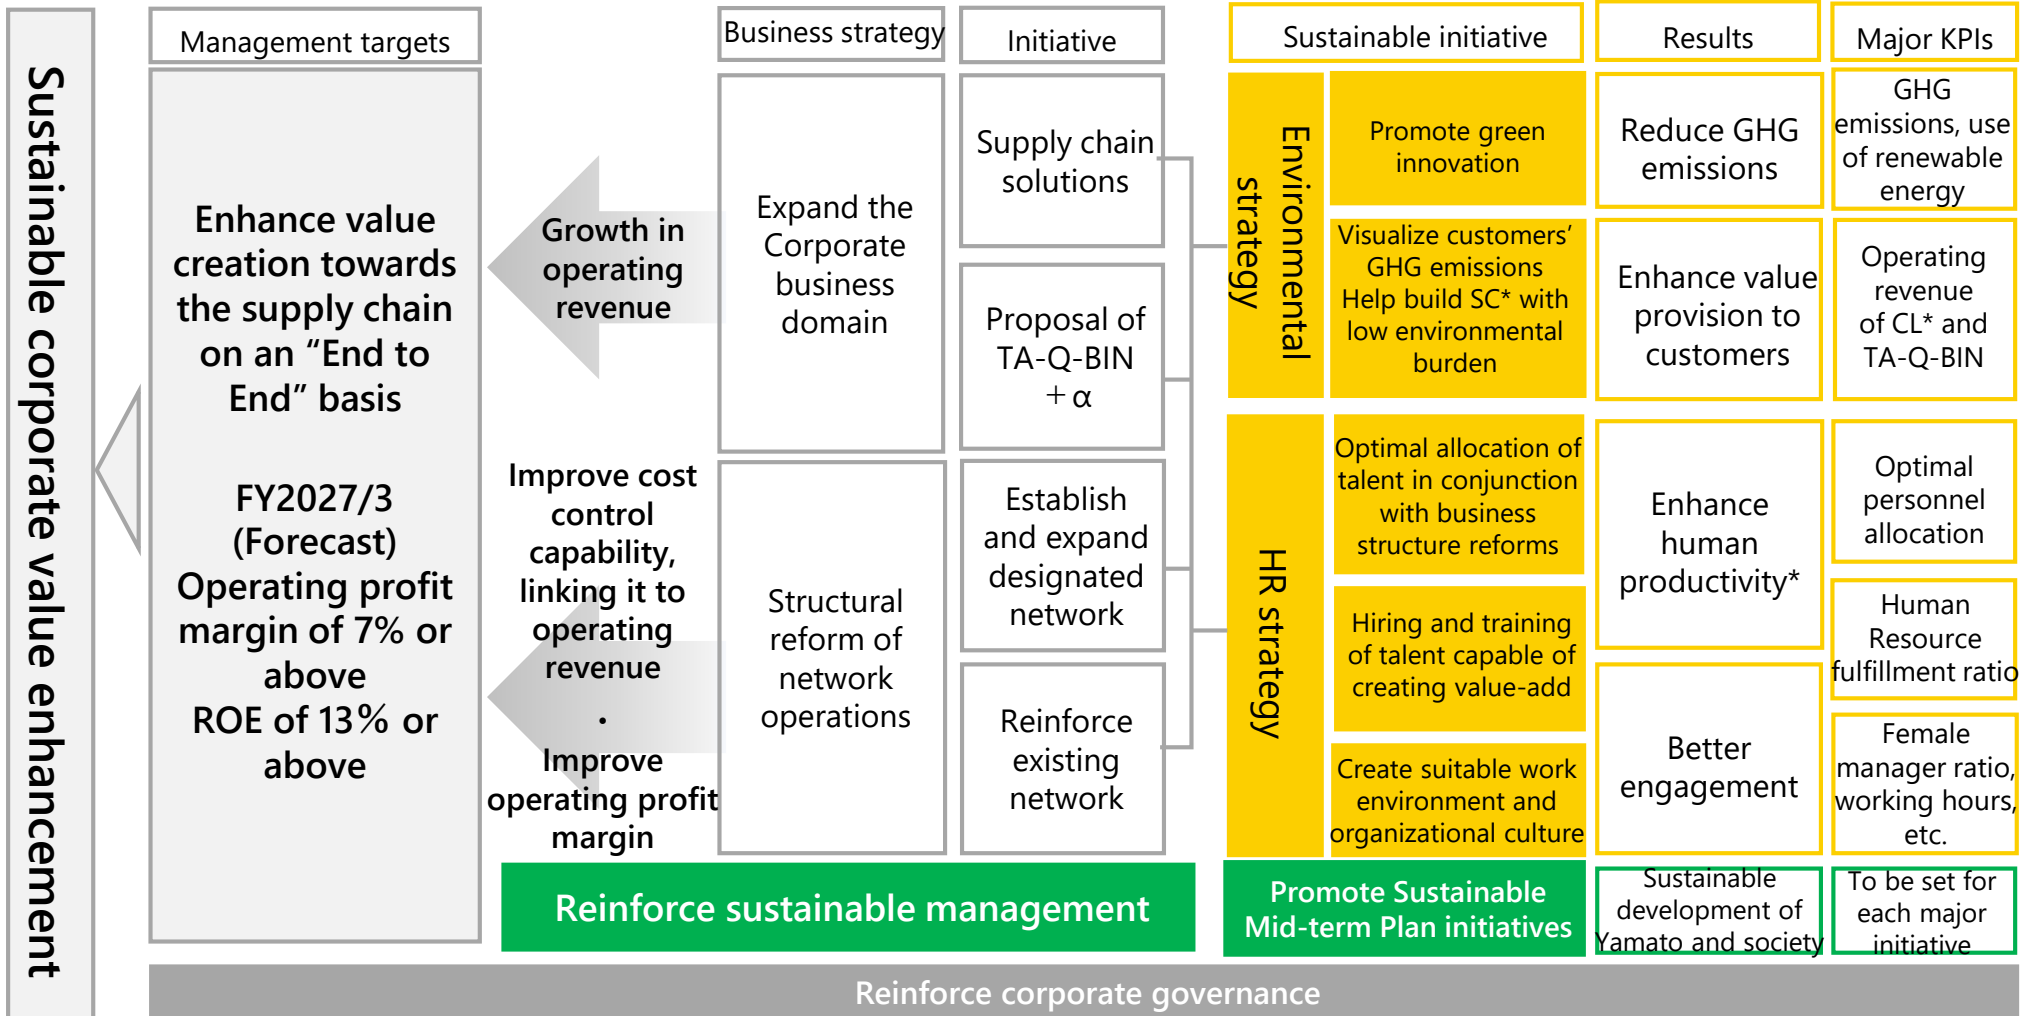 Sustainable corporate value enhancement
Management targets
Enhance value
creation towards
the supply chain
on an “End to
End” basis
FY2027/3
(Forecast)
Operating profit
margin of 7% or
above
ROE of 13% or
above
Growth in
operating
revenue
Improve cost
control
capability,
linking it to
operating
revenue
・
Improve
operating profit
margin
Business strategy
Expand the
Corporate
business
domain
Structural
reform of
network
operations
Initiative
Supply chain
solutions
Proposal of
TA-Q-BIN
＋α
Establish
and expand
designated
network
Reinforce
existing
network
Sustainable initiative
Environmental
strategy
Promote green
innovation
Visualize customers’
GHG emissions
Help build SC* with
low environmental
burden
HR strategy
Optimal allocation of
talent in conjunction
with business
structure reforms
Hiring and training
of talent capable of
creating value-add
Create suitable work
environment and
organizational culture
Results
Reduce GHG
emissions
Enhance value
provision to
customers
Enhance
human
productivity*
Better
engagement
Major KPIs
GHG
emissions, use
of renewable
energy
Operating
revenue
of CL* and
TA-Q-BIN
Optimal
personnel
allocation
Human
Resource
fulfillment ratio
Female
manager ratio,
working hours,
etc.
Reinforce sustainable management
Promote Sustainable
Mid-term Plan initiatives
Sustainable
development of
Yamato and society
To be set for
each major
initiative
Reinforce corporate governance